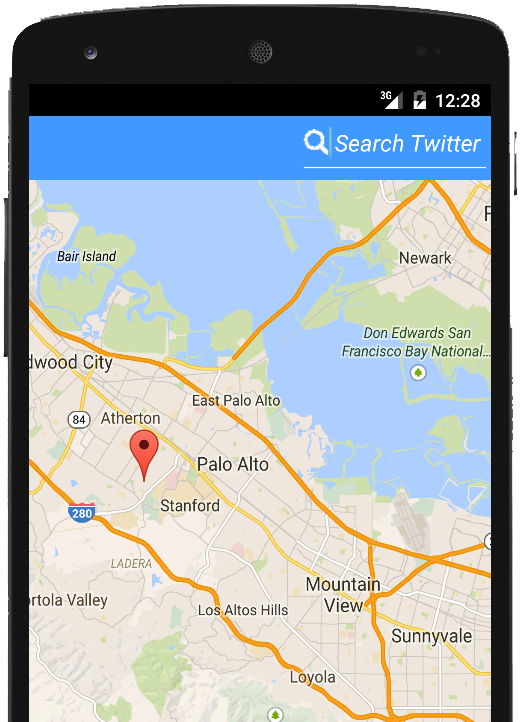 3G
12:28
Search Twitter
Bair Island
Newark
Don Edwards San
Francisco Bay National...
dwood City
East Palo Alto
84
Atherton
Palo Alto
280
Stanford
LADERA
Mountain
View
ortola Valley
Los Altos Hills
Sunnyvale
Loyola